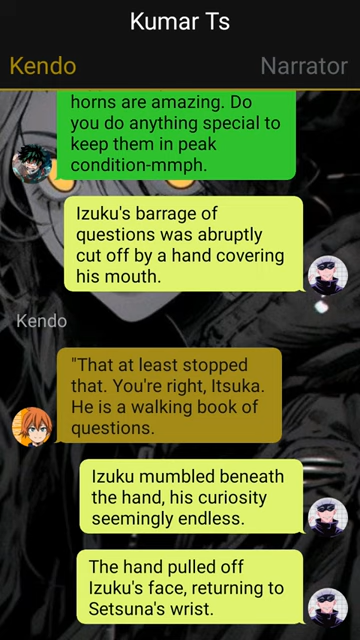 Kumar Ts
Kendo
Narrator
horns are amazing. Do
you do anything special to
keep them in peak
condition-mmph.
Izuku's barrage of
questions was abruptly
cut off by a hand covering
his mouth.
Kendo
"That at least stopped
that. You're right, Itsuka.
He is a walking book of
questions.
Izuku mumbled beneath
the hand, his curiosity
seemingly endless.
The hand pulled off
Izuku's face, returning to
Setsuna's wrist.